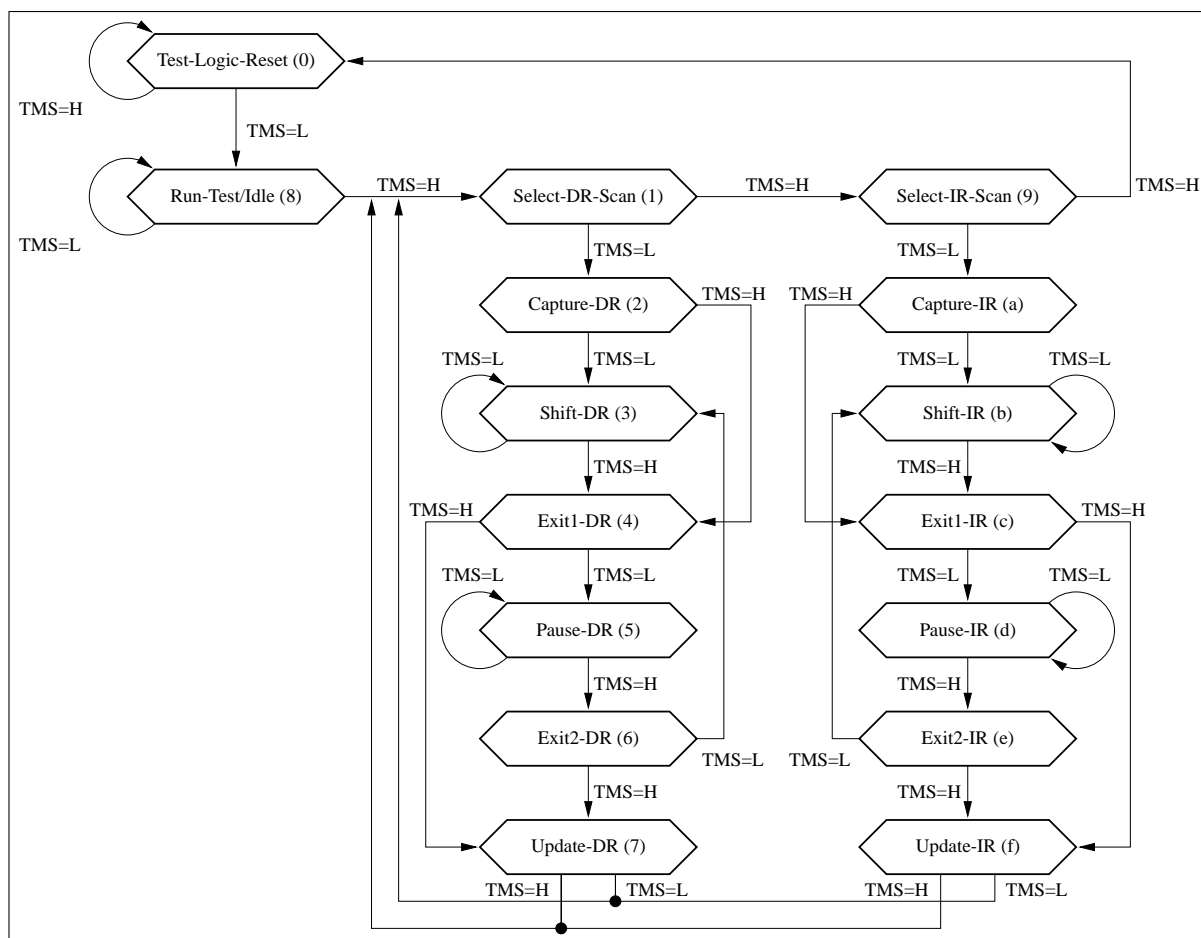 Test-Logic-Reset (0)
TMS=H
TMS=L
Run-Test/Idle (8)
TMS=H
Select-DR-Scan (1)
TMS=H
Select-IR-Scan (9)
TMS=H
TMS=L
TMS=L
TMS=L
Capture-DR (2)
TMS=H
TMS=H
Capture-IR (a)
TMS=L
TMS=L
TMS=L
TMS=L
Shift-DR (3)
Shift-IR (b)
TMS=H
TMS=H
TMS=H
Exit1-DR (4)
Exit1-IR (c)
TMS=H
TMS=L
TMS=L
TMS=L
TMS=L
Pause-DR (5)
Pause-IR (d)
TMS=H
TMS=H
Exit2-DR (6)
TMS=L
TMS=L
Exit2-IR (e)
TMS=H
TMS=H
Update-DR (7)
Update-IR (f)
TMS=H
TMS=L
TMS=H
TMS=L